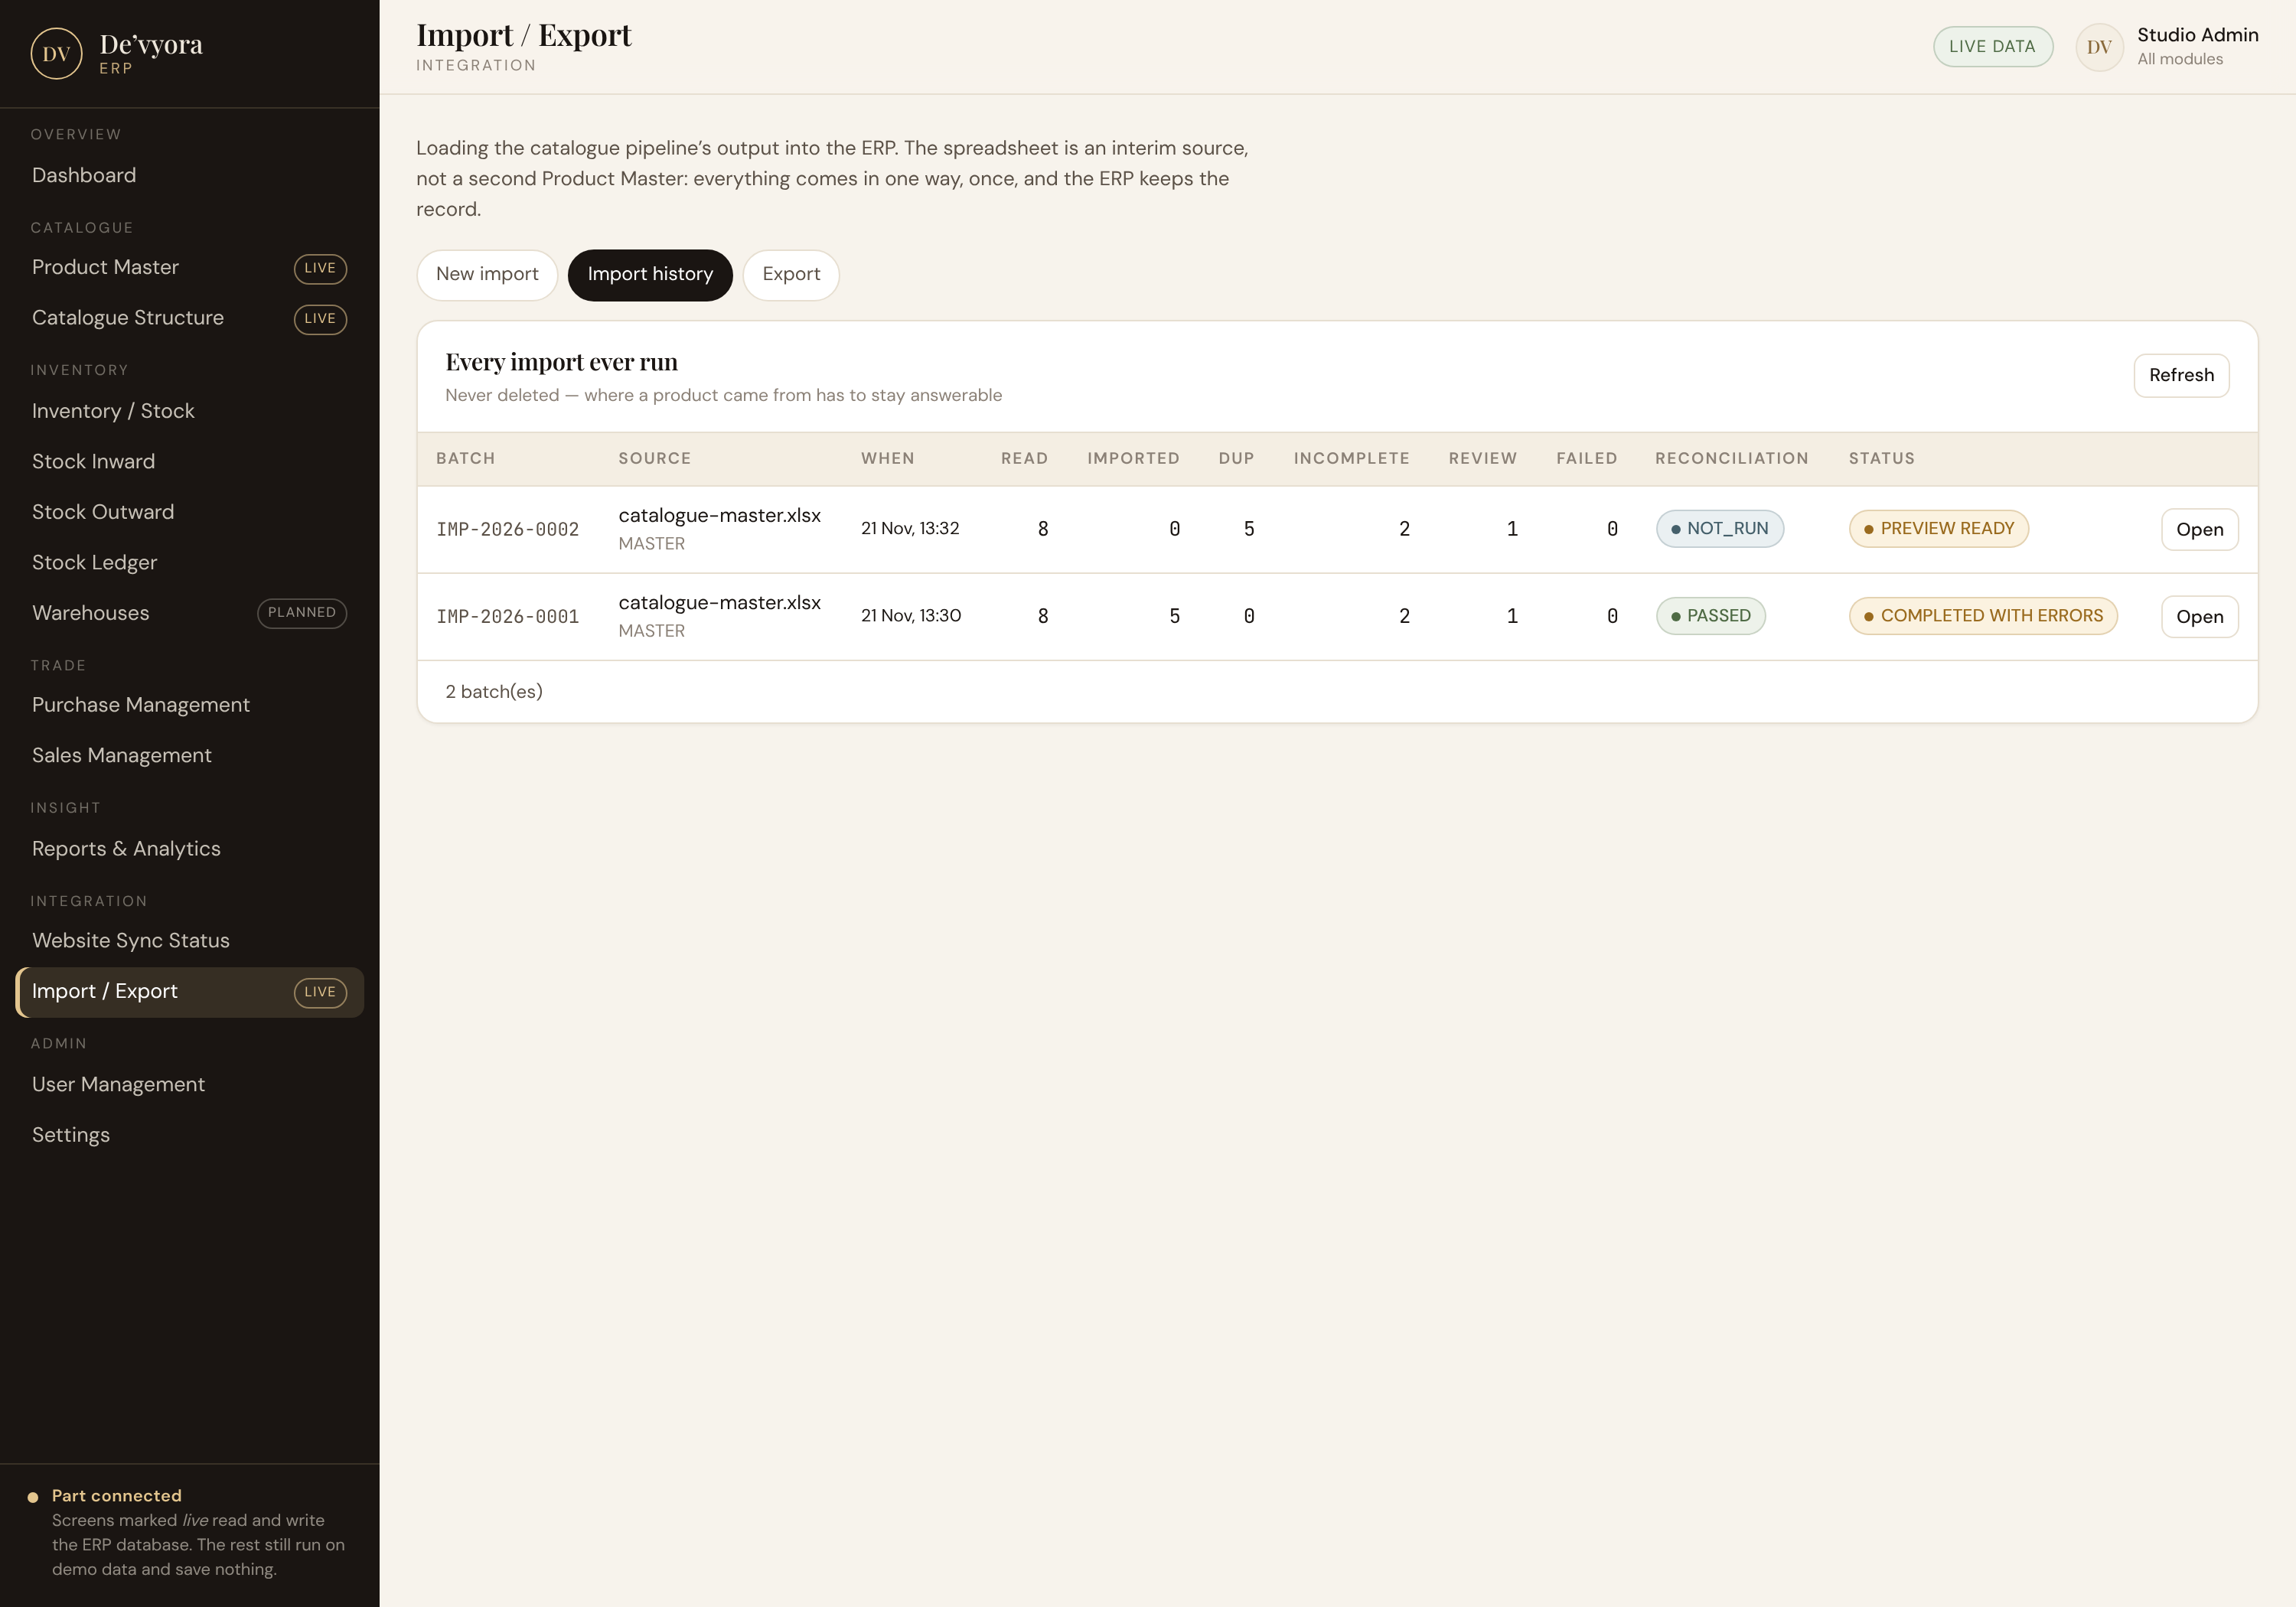 DV
De’vyora
ERP
OVERVIEW
Dashboard
CATALOGUE
Product Master LIVE
Catalogue Structure LIVE
INVENTORY
Inventory / Stock
Stock Inward
Stock Outward
Stock Ledger
Warehouses PLANNED
TRADE
Purchase Management
Sales Management
INSIGHT
Reports & Analytics
INTEGRATION
Website Sync Status
Import / Export LIVE
ADMIN
User Management
Settings
Part connected
Screens marked live read and write
the ERP database. The rest still run on
demo data and save nothing.
Import / Export
INTEGRATION
LIVE DATA
DV
Studio Admin
All modules
Loading the catalogue pipeline’s output into the ERP. The spreadsheet is an interim source,
not a second Product Master: everything comes in one way, once, and the ERP keeps the
record.
New import Import history Export
Every import ever run
Never deleted — where a product came from has to stay answerable
Refresh
BATCH SOURCE WHEN READ IMPORTED DUP INCOMPLETE REVIEW FAILED RECONCILIATION STATUS
IMP-2026-0002 catalogue-master.xlsx 21 Nov, 13:32 8 0 5 2 1 0 NOT_RUN PREVIEW READY Open
MASTER
IMP-2026-0001 catalogue-master.xlsx 21 Nov, 13:30 8 5 0 2 1 0 PASSED COMPLETED WITH ERRORS Open
MASTER
2 batch(es)